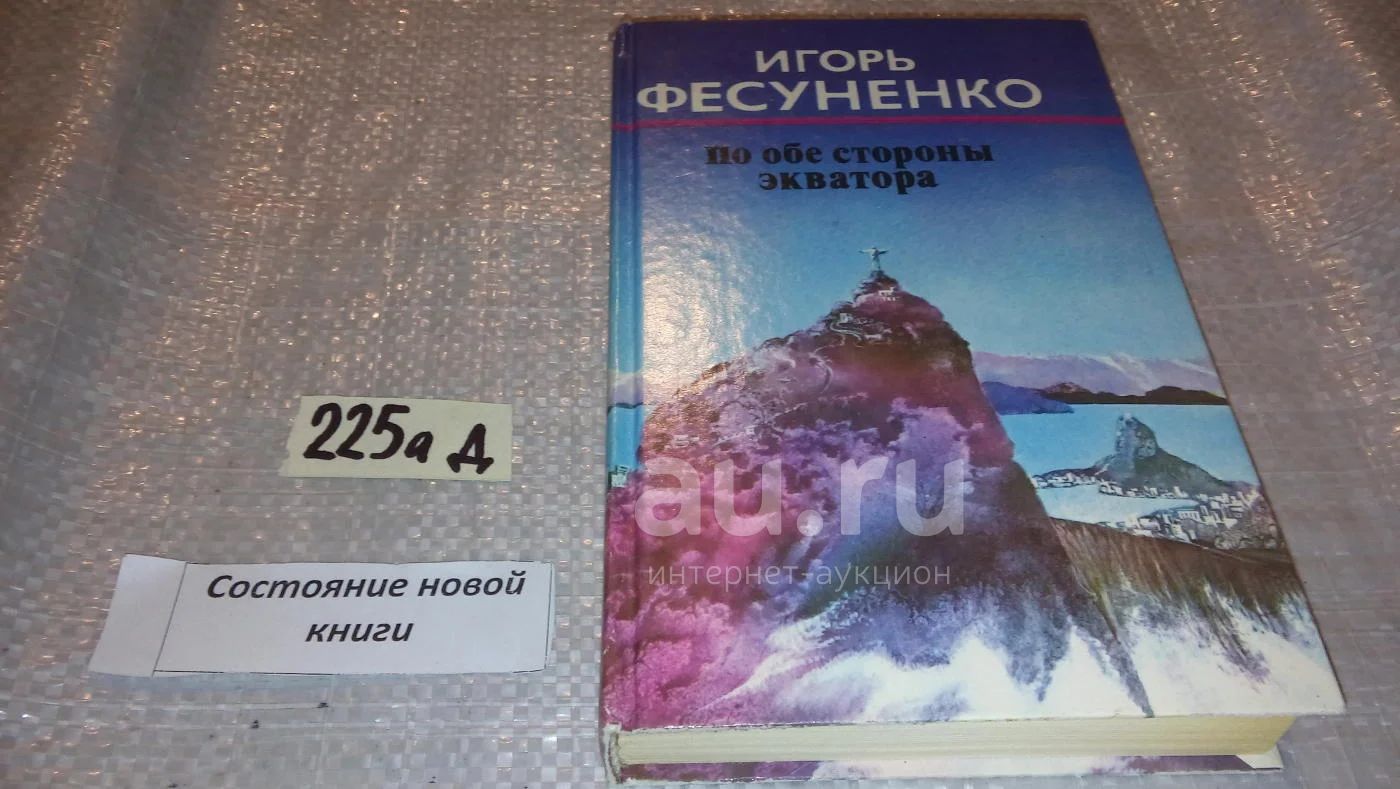 ИГОРЬ
ФЕСУНЕНКО
по обе стороны
экватора
225а Д
Состояние новой
книги
au.ru
интернет-аукцион